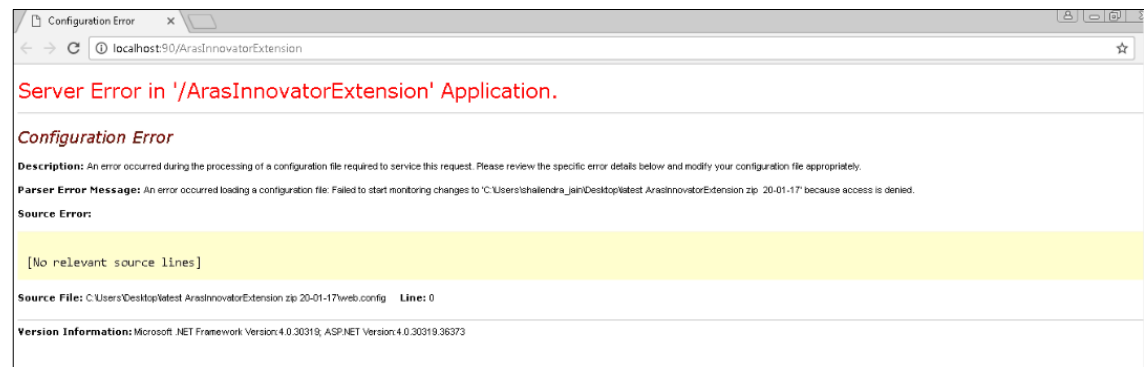 Configuration Error
localhost:90/ArasInnovatorExtension
Server Error in '/ArasInnovatorExtension' Application.
Configuration Error
Description: An error occurred during the processing of a configuration file required to service this request. Please review the specific error details below and modify your configuration file appropriately.
Parser Error Message: An error occurred loading a configuration file: Failed to start monitoring changes to 'C:\Users\shailendra_jain\Desktop\latest ArasInnovatorExtension zip 20-01-17' because access is denied.
Source Error:
[No relevant source lines]
Source File: C:\Users\Desktop\latest ArasInnovatorExtension zip 20-01-17\web.config Line: 0
Version Information: Microsoft .NET Framework Version:4.0.30319; ASP.NET Version:4.0.30319.36373